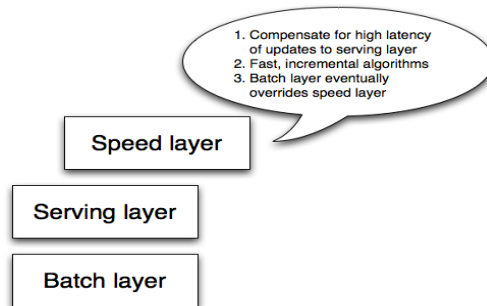 1. Compensate for high latency
of updates to serving layer
2. Fast, incremental algorithms
3. Batch layer eventually
overrides speed layer
Speed layer
Serving layer
Batch layer